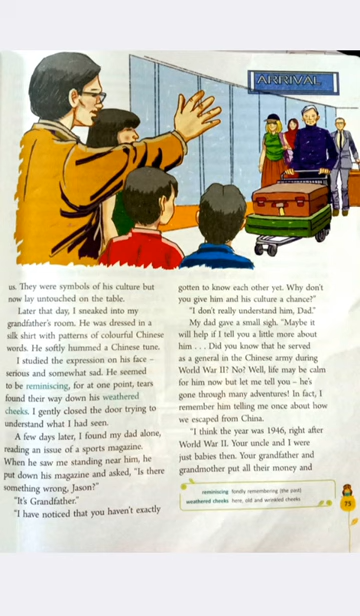 ARRIVAL
us. They were symbols of his culture but
now lay untouched on the table.
Later that day, I sneaked into my
grandfather's room. He was dressed in a
silk shirt with patterns of colourful Chinese
words. He softly hummed a Chinese tune.
I studied the expression on his face –
serious and somewhat sad. He seemed
to be reminiscing, for at one point, tears
found their way down his weathered
cheeks. I gently closed the door trying to
understand what I had seen.
A few days later, I found my dad alone,
reading an issue of a sports magazine.
When he saw me standing near him, he
put down his magazine and asked, "Is there
something wrong, Jason?"
"It's Grandfather."
"I have noticed that you haven't exactly
gotten to know each other yet. Why don't
you give him and his culture a chance?"
"I don't really understand him, Dad."
My dad gave a small sigh. "Maybe it
will help if I tell you a little more about
him . . . Did you know that he served
as a general in the Chinese army during
World War II? No? Well, life may be calm
for him now but let me tell you – he's
gone through many adventures! In fact, I
remember him telling me once about how
we escaped from China.
"I think the year was 1946, right after
World War II. Your uncle and I were
just babies then. Your grandfather and
grandmother put all their money and
reminiscing fondly remembering (the past)
weathered cheeks here, old and wrinkled cheeks
75